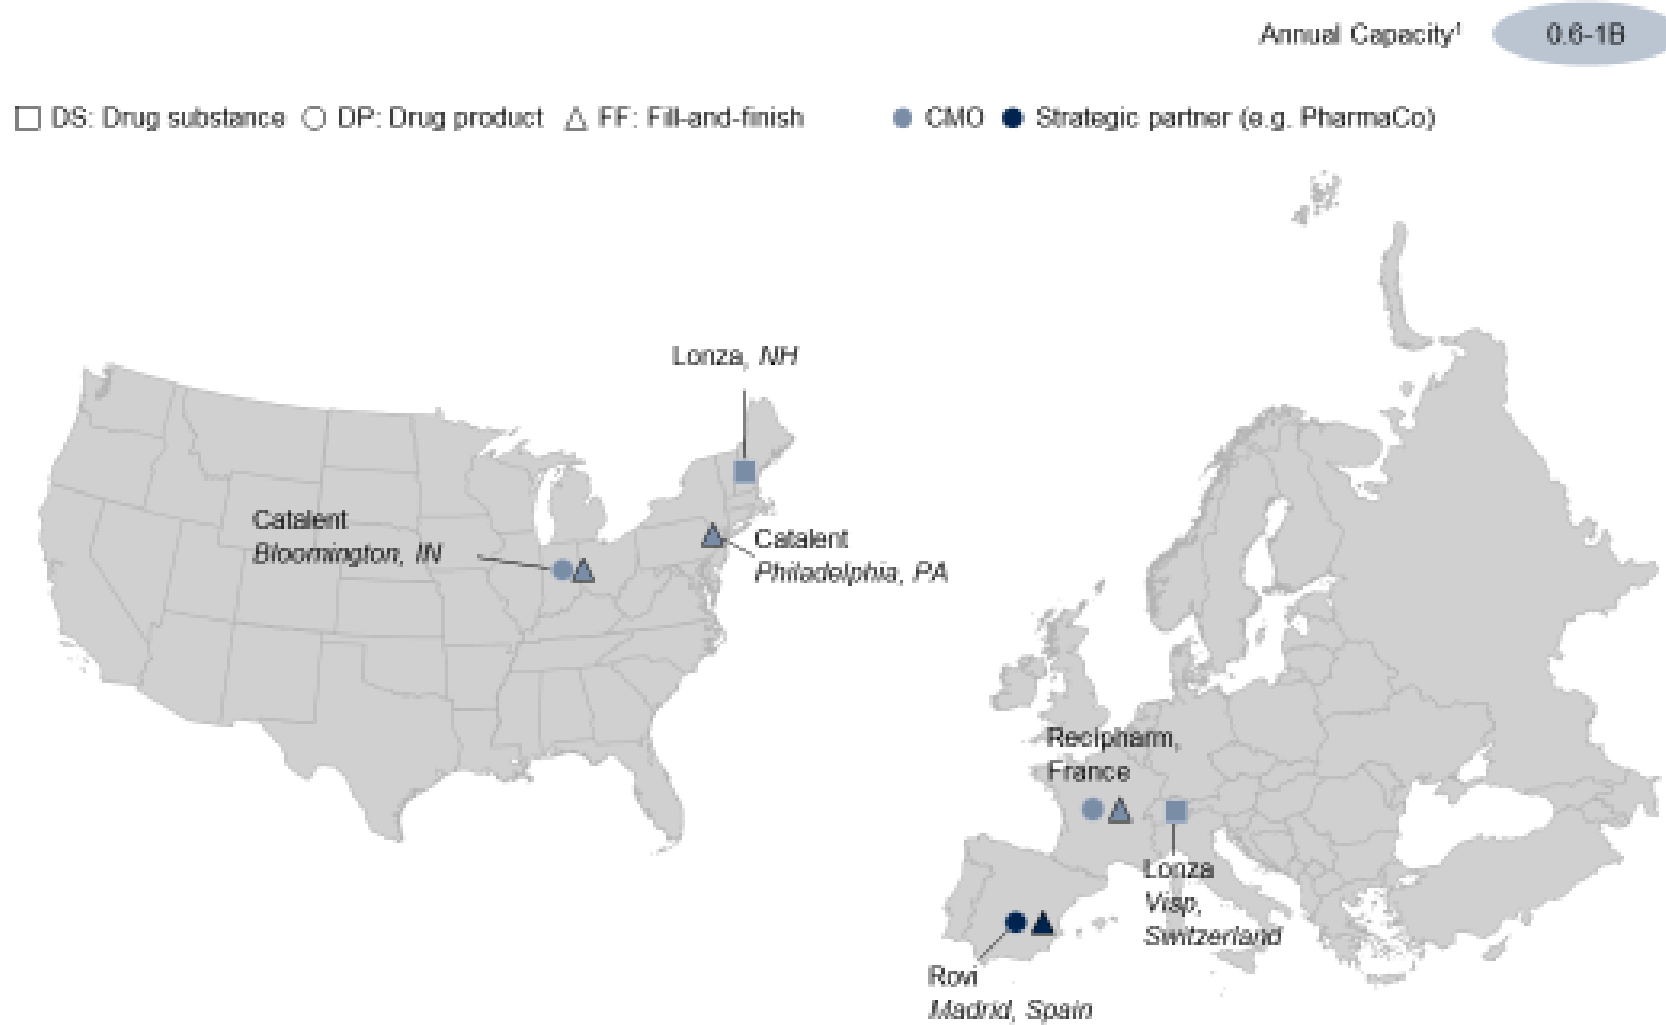 Annual Capacity¹ 0.6-1B
DS: Drug substance DP: Drug product FF: Fill-and-finish CMO Strategic partner (e.g. PharmaCo)
Lonza, NH
Catalent
Bloomington, IN
Catalent
Philadelphia, PA
Recipharm,
France
Lonza
Visp,
Switzerland
Rovi
Madrid, Spain